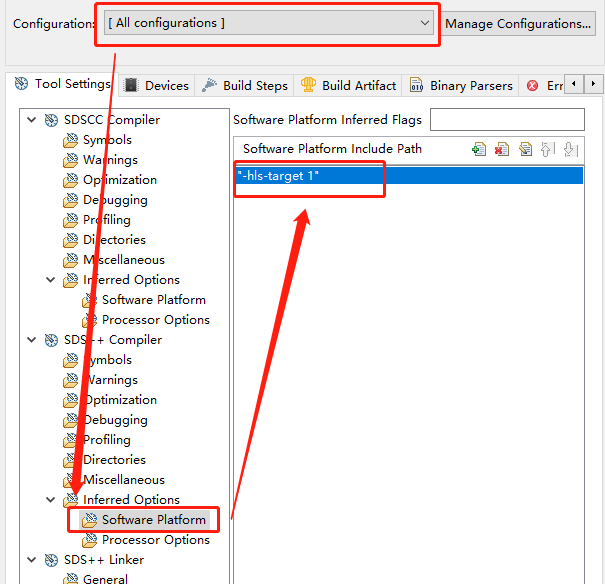 Configuration: [ All configurations ] Manage Configurations...
Tool Settings Devices Build Steps Build Artifact Binary Parsers Err
SDSCC Compiler
Symbols
Warnings
Optimization
Debugging
Profiling
Directories
Miscellaneous
Inferred Options
Software Platform
Processor Options
SDS++ Compiler
Symbols
Warnings
Optimization
Debugging
Profiling
Directories
Miscellaneous
Inferred Options
Software Platform
Processor Options
SDS++ Linker
General
Software Platform Inferred Flags
Software Platform Include Path
"-hls-target 1"